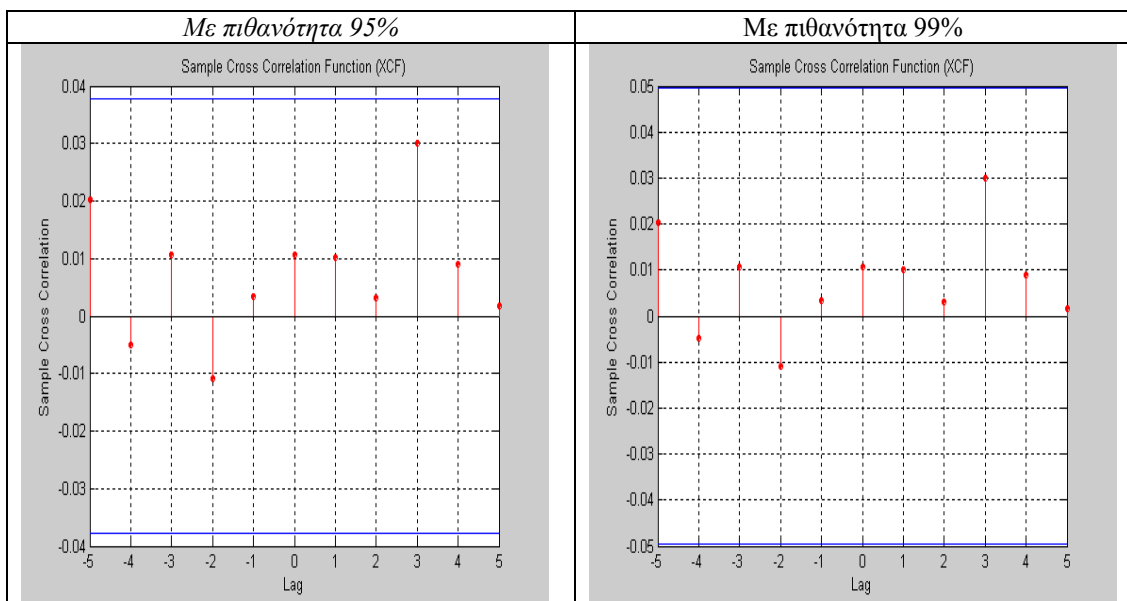 Με πιθανότητα 95%
Με πιθανότητα 99%
Sample Cross Correlation Function (XCF)
0.04
0.03
0.02
0.01
0
-0.01
-0.02
-0.03
-0.04
Sample Cross Correlation
-5 -4 -3 -2 -1 0 1 2 3 4 5
Lag
Sample Cross Correlation Function (XCF)
0.05
0.04
0.03
0.02
0.01
0
-0.01
-0.02
-0.03
-0.04
-0.05
Sample Cross Correlation
-5 -4 -3 -2 -1 0 1 2 3 4 5
Lag